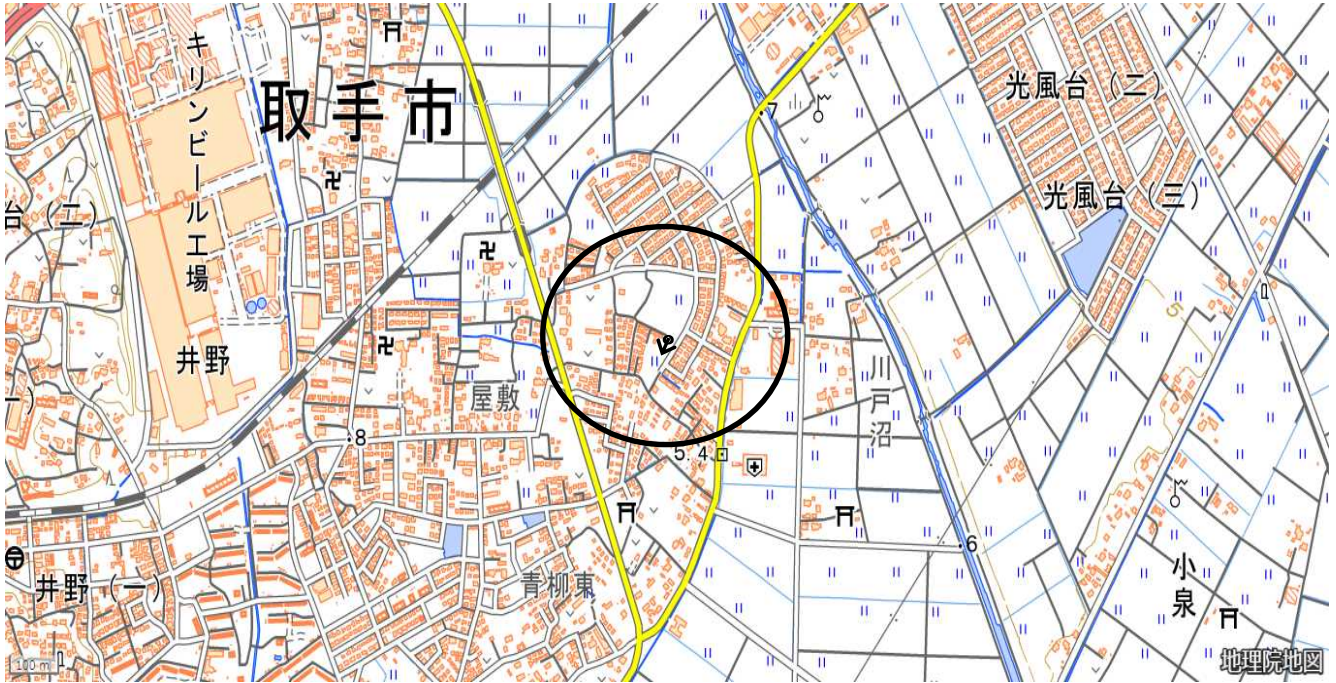 キリンビール工場
取手市
光風台(二)
光風台(三)
台(二)
.7
井野
屋敷
川戸沼
5
.8
5.4
.6
井野(一)
青柳東
小泉
100 m
地理院地図